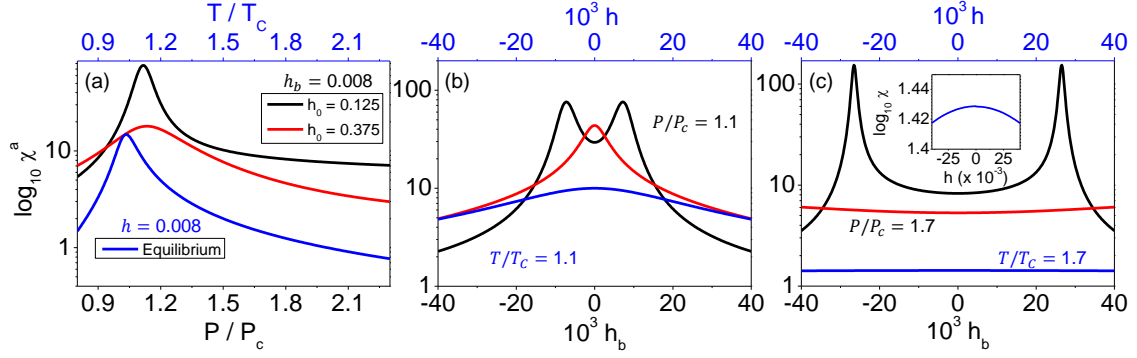 T / T_C
0.9 1.2 1.5 1.8 2.1
(a)
h_b = 0.008
h_0 = 0.125
h_0 = 0.375
h = 0.008
Equilibrium
log_10 χ^a
10
1
0.9 1.2 1.5 1.8 2.1
P / P_c
10^3 h
-40 -20 0 20 40
(b)
P/P_c = 1.1
T/T_C = 1.1
100
10
1
-40 -20 0 20 40
10^3 h_b
10^3 h
-40 -20 0 20 40
(c)
log_10 χ
1.44
1.42
1.4
-25 0 25
h (x 10^-3)
P/P_c = 1.7
T/T_C = 1.7
100
10
1
-40 -20 0 20 40
10^3 h_b